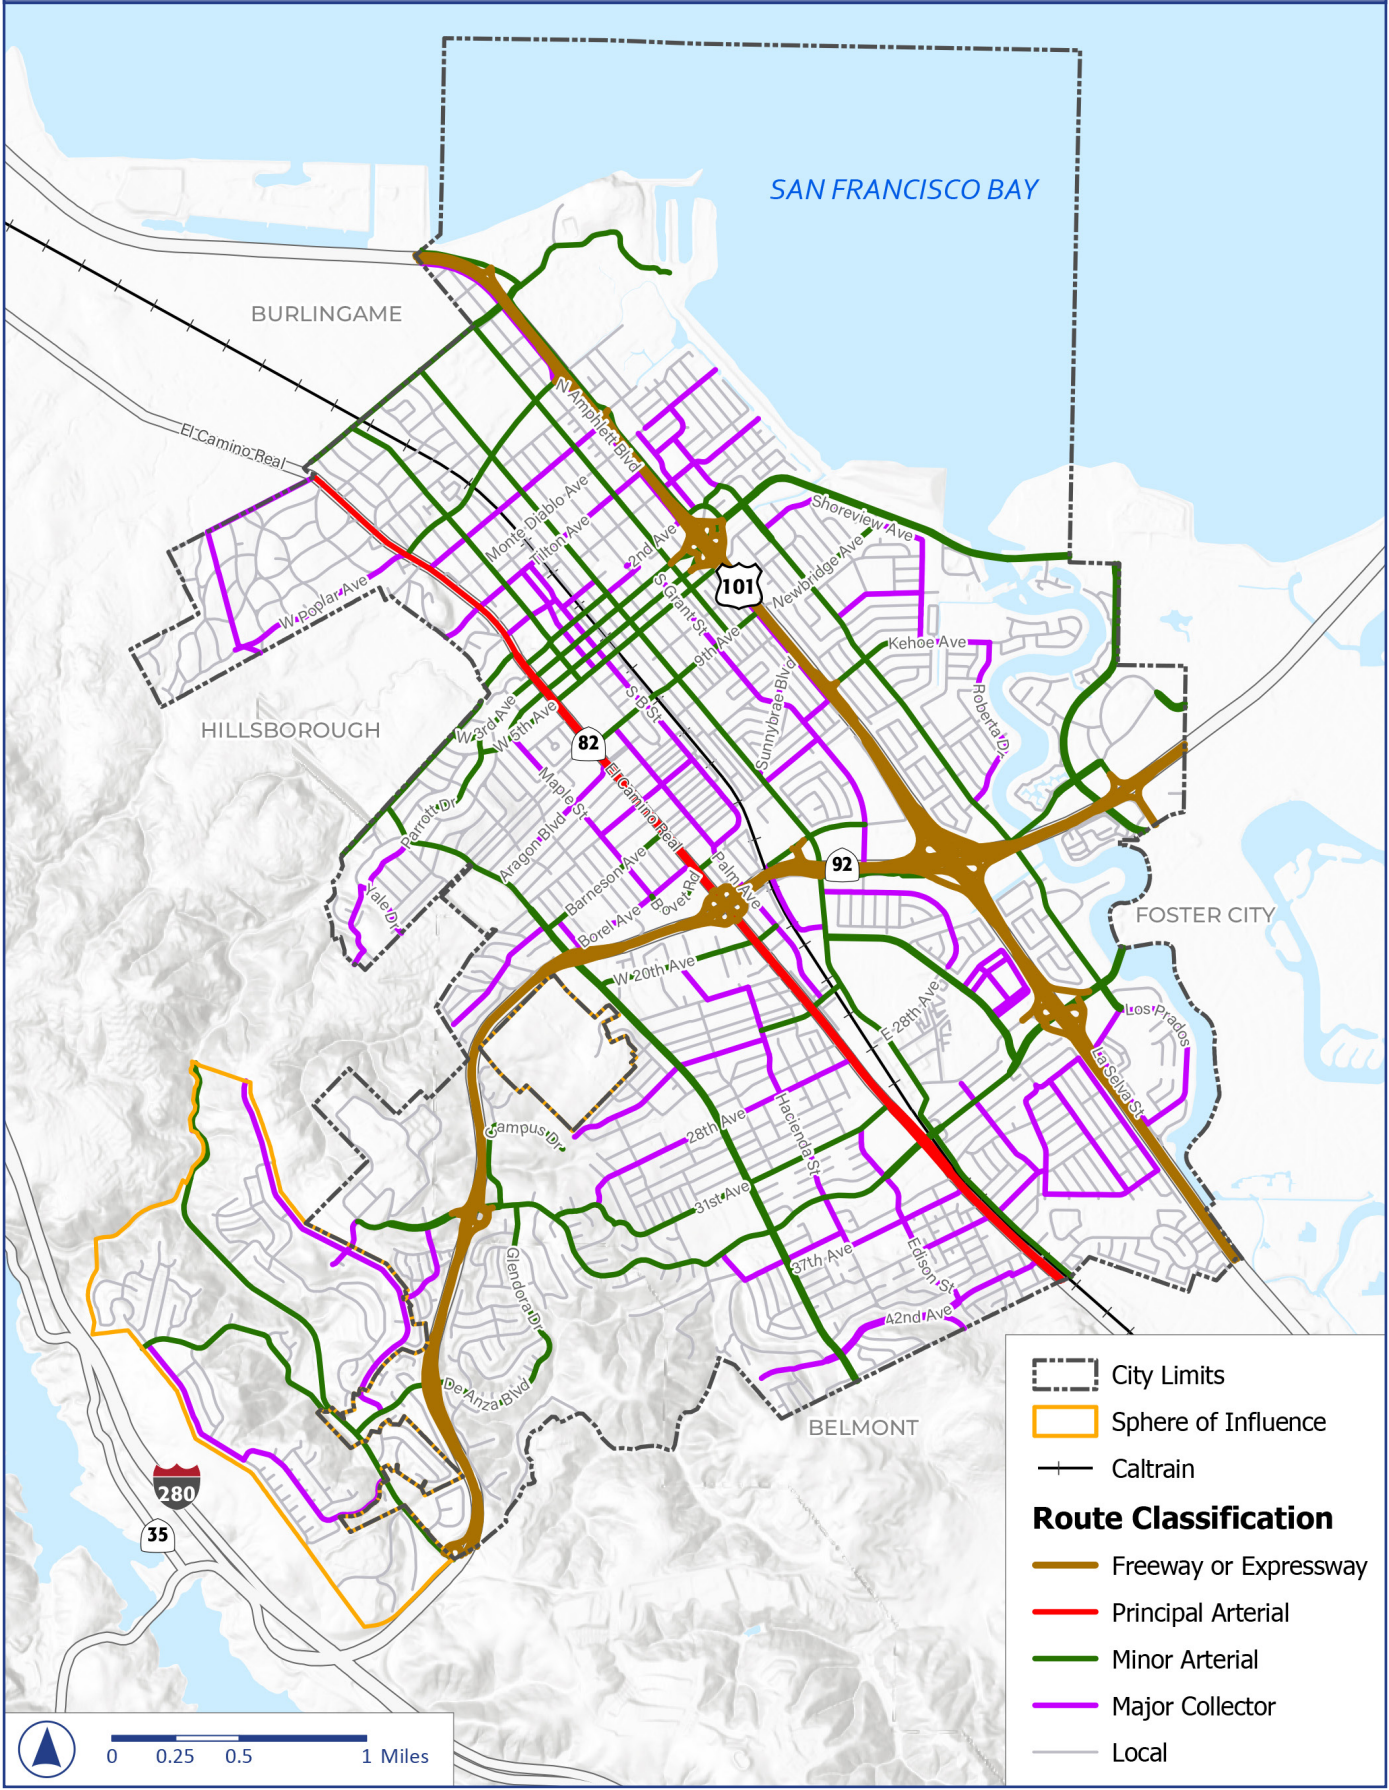 SAN FRANCISCO BAY
BURLINGAME
El Camino Real
N Amphlett Blvd
Monte Diablo Ave
Tilton Ave
2nd Ave
Shoreview Ave
Newbridge Ave
101
W Poplar Ave
S Grant St
9th Ave
Kehoe Ave
Sunnybrae Blvd
Roberta Dr
HILLSBOROUGH
W 3rd Ave
W 5th Ave
S B St
82
El Camino Real
Maple St
Parrott Dr
Aragon Blvd
Barneson Ave
Bovet Rd
Palm Ave
92
Yale Dr
Borel Ave
FOSTER CITY
W 20th Ave
E 28th Ave
Los Prados
La Selva St
Campus Dr
28th Ave
Hacienda St
31st Ave
37th Ave
Edison St
Glendora Dr
42nd Ave
De Anza Blvd
BELMONT
280
35
City Limits
Sphere of Influence
Caltrain
Route Classification
Freeway or Expressway
Principal Arterial
Minor Arterial
Major Collector
Local
0 0.25 0.5 1 Miles